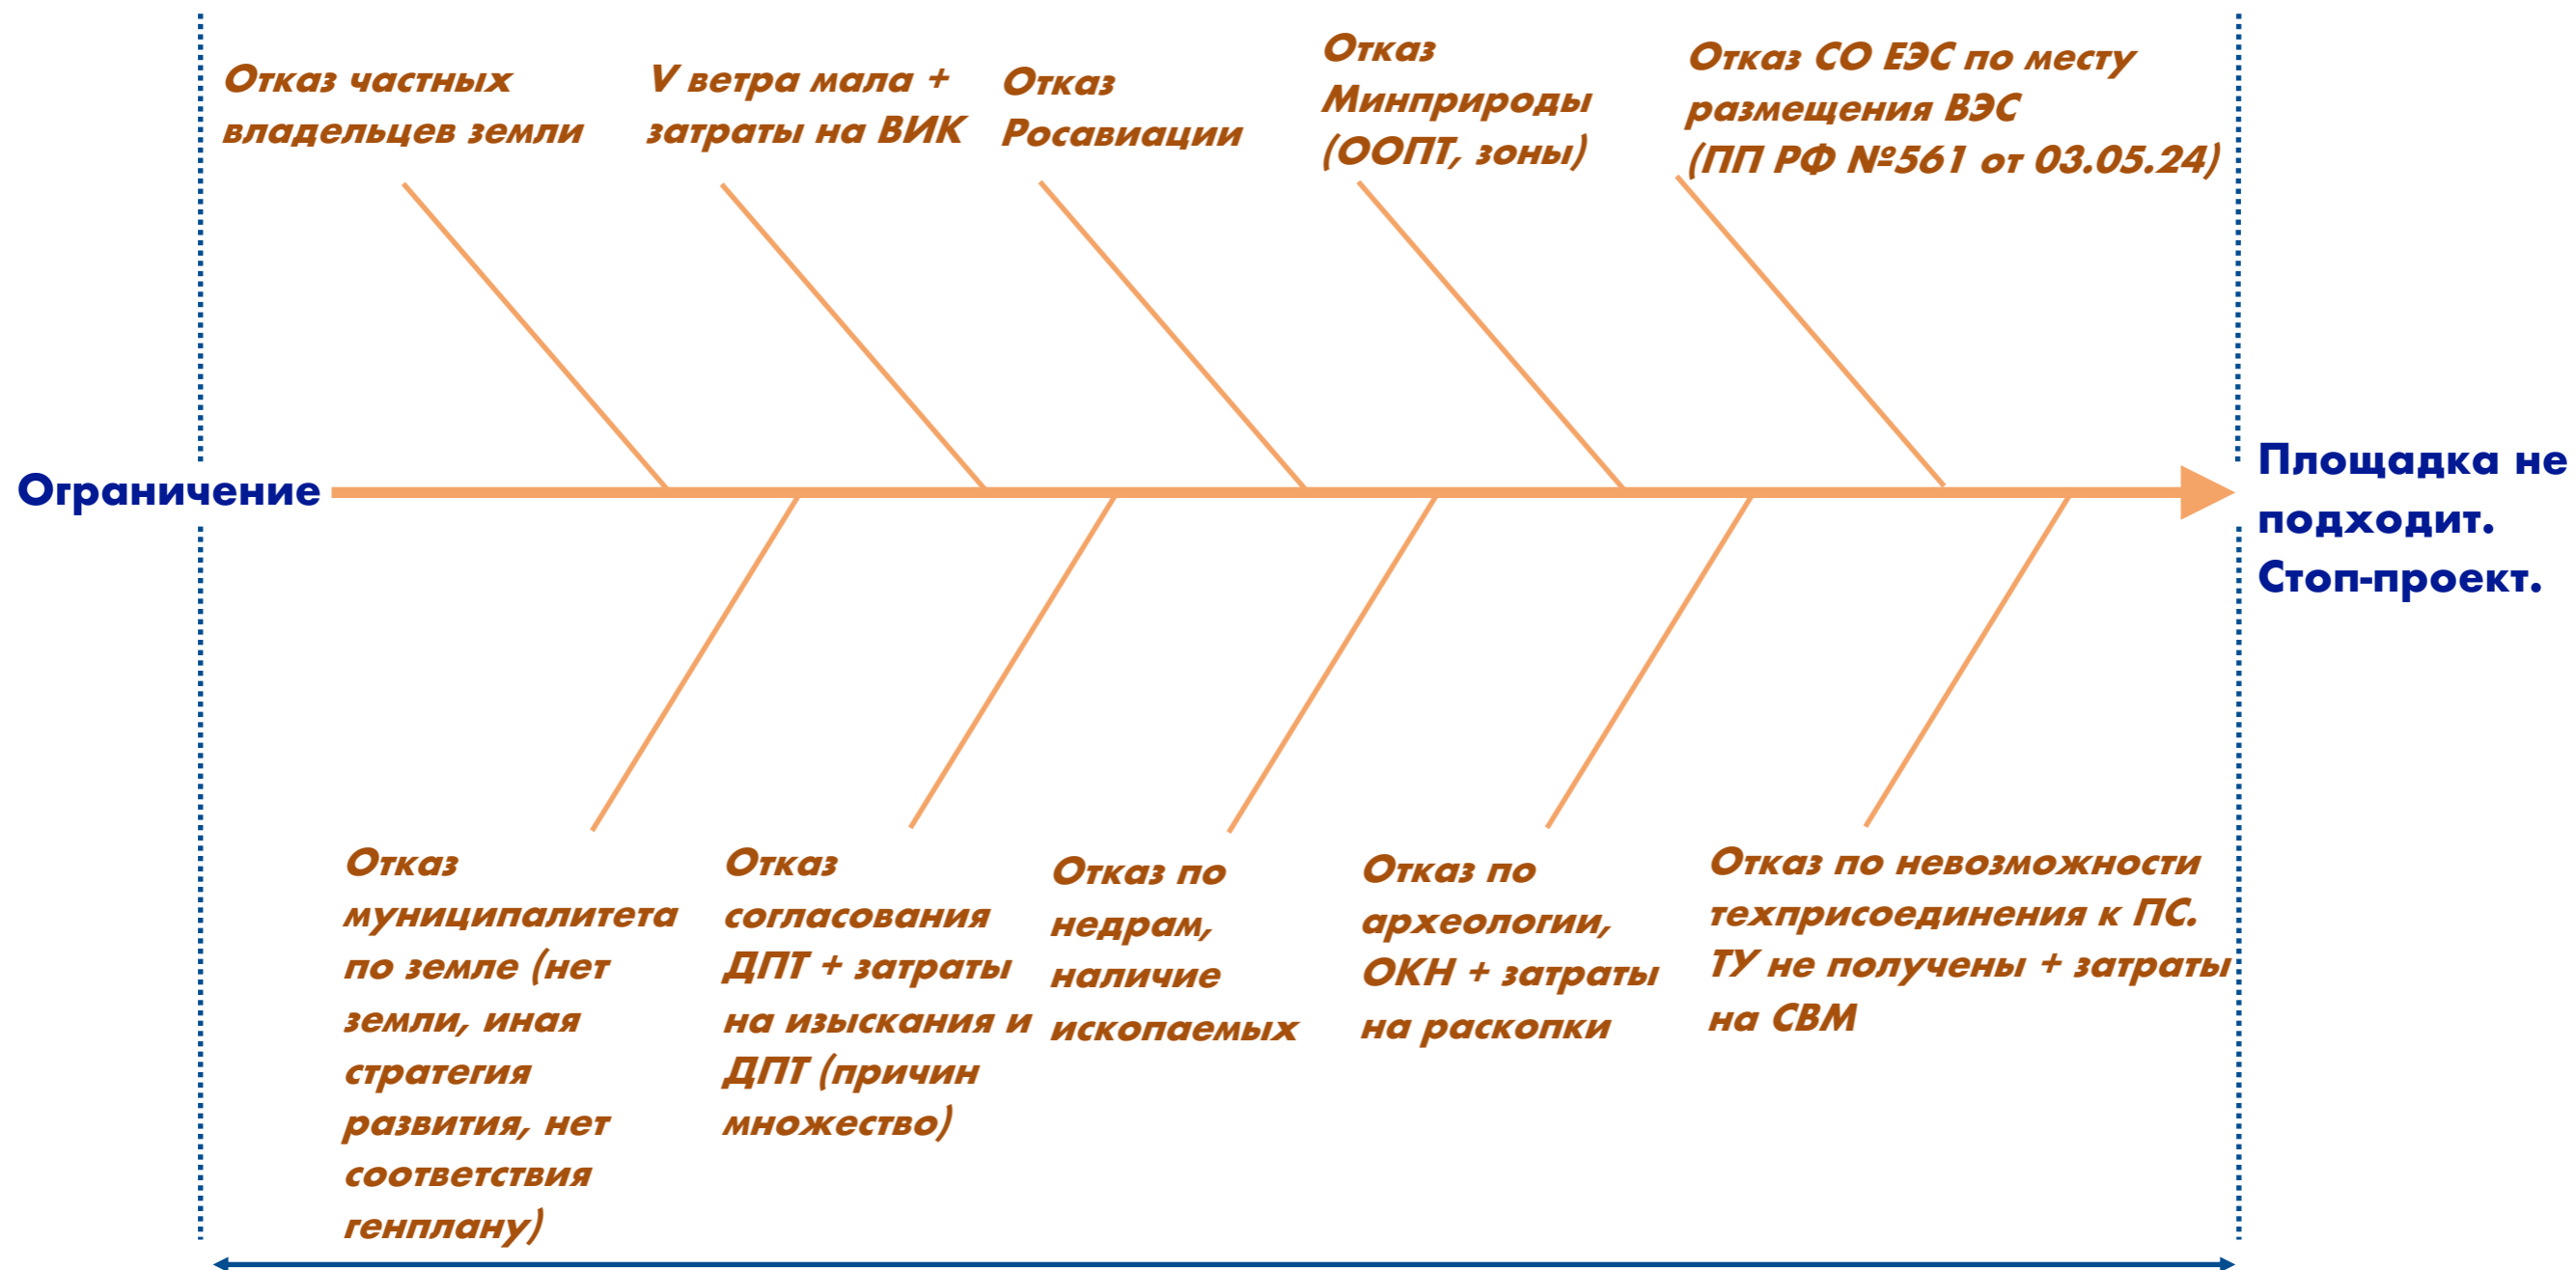 Отказ частных
владельцев земли
V ветра мала +
затраты на ВИК
Отказ
Росавиации
Отказ
Минприроды
(ООПТ, зоны)
Отказ СО ЕЭС по месту
размещения ВЭС
(ПП РФ №561 от 03.05.24)
Ограничение
Площадка не
подходит.
Стоп-проект.
Отказ
муниципалитета
по земле (нет
земли, иная
стратегия
развития, нет
соответствия
генплану)
Отказ
согласования
ДПТ + затраты
на изыскания и
ДПТ (причин
множество)
Отказ по
недрам,
наличие
ископаемых
Отказ по
археологии,
ОКН + затраты
на раскопки
Отказ по невозможности
техприсоединения к ПС.
ТУ не получены + затраты
на СВМ